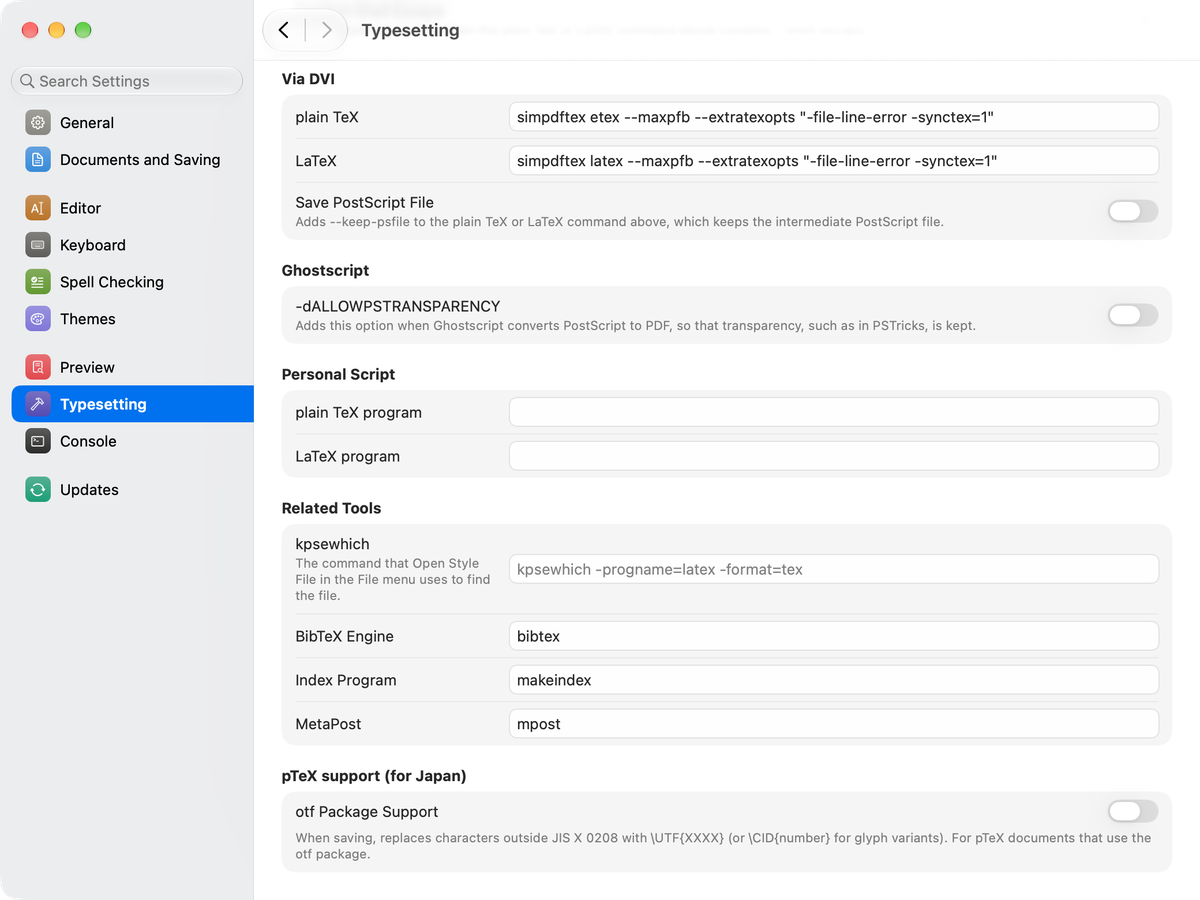 Typesetting
Search Settings
General
Documents and Saving
Editor
Keyboard
Spell Checking
Themes
Preview
Typesetting
Console
Updates
Via DVI
plain TeX
simpdftex etex --maxpfb --extratexopts "-file-line-error -synctex=1"
LaTeX
simpdftex latex --maxpfb --extratexopts "-file-line-error -synctex=1"
Save PostScript File
Adds --keep-psfile to the plain TeX or LaTeX command above, which keeps the intermediate PostScript file.
Ghostscript
-dALLOWPSTRANSPARENCY
Adds this option when Ghostscript converts PostScript to PDF, so that transparency, such as in PSTricks, is kept.
Personal Script
plain TeX program
LaTeX program
Related Tools
kpsewhich
The command that Open Style
File in the File menu uses to find
the file.
kpsewhich -progname=latex -format=tex
BibTeX Engine
bibtex
Index Program
makeindex
MetaPost
mpost
pTeX support (for Japan)
otf Package Support
When saving, replaces characters outside JIS X 0208 with \UTF{XXXX} (or \CID{number} for glyph variants). For pTeX documents that use the
otf package.